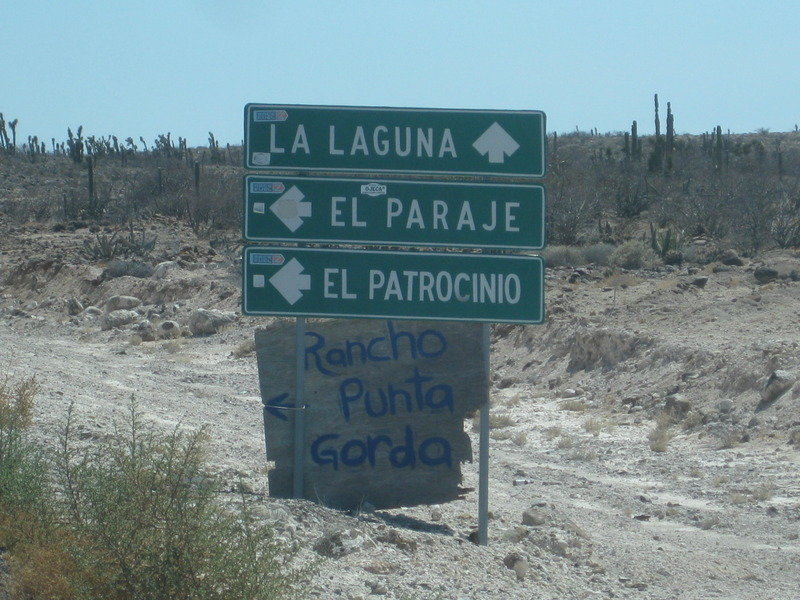 LA LAGUNA
EL PARAJE
EL PATROCINIO
Rancho
Punta
Gorda